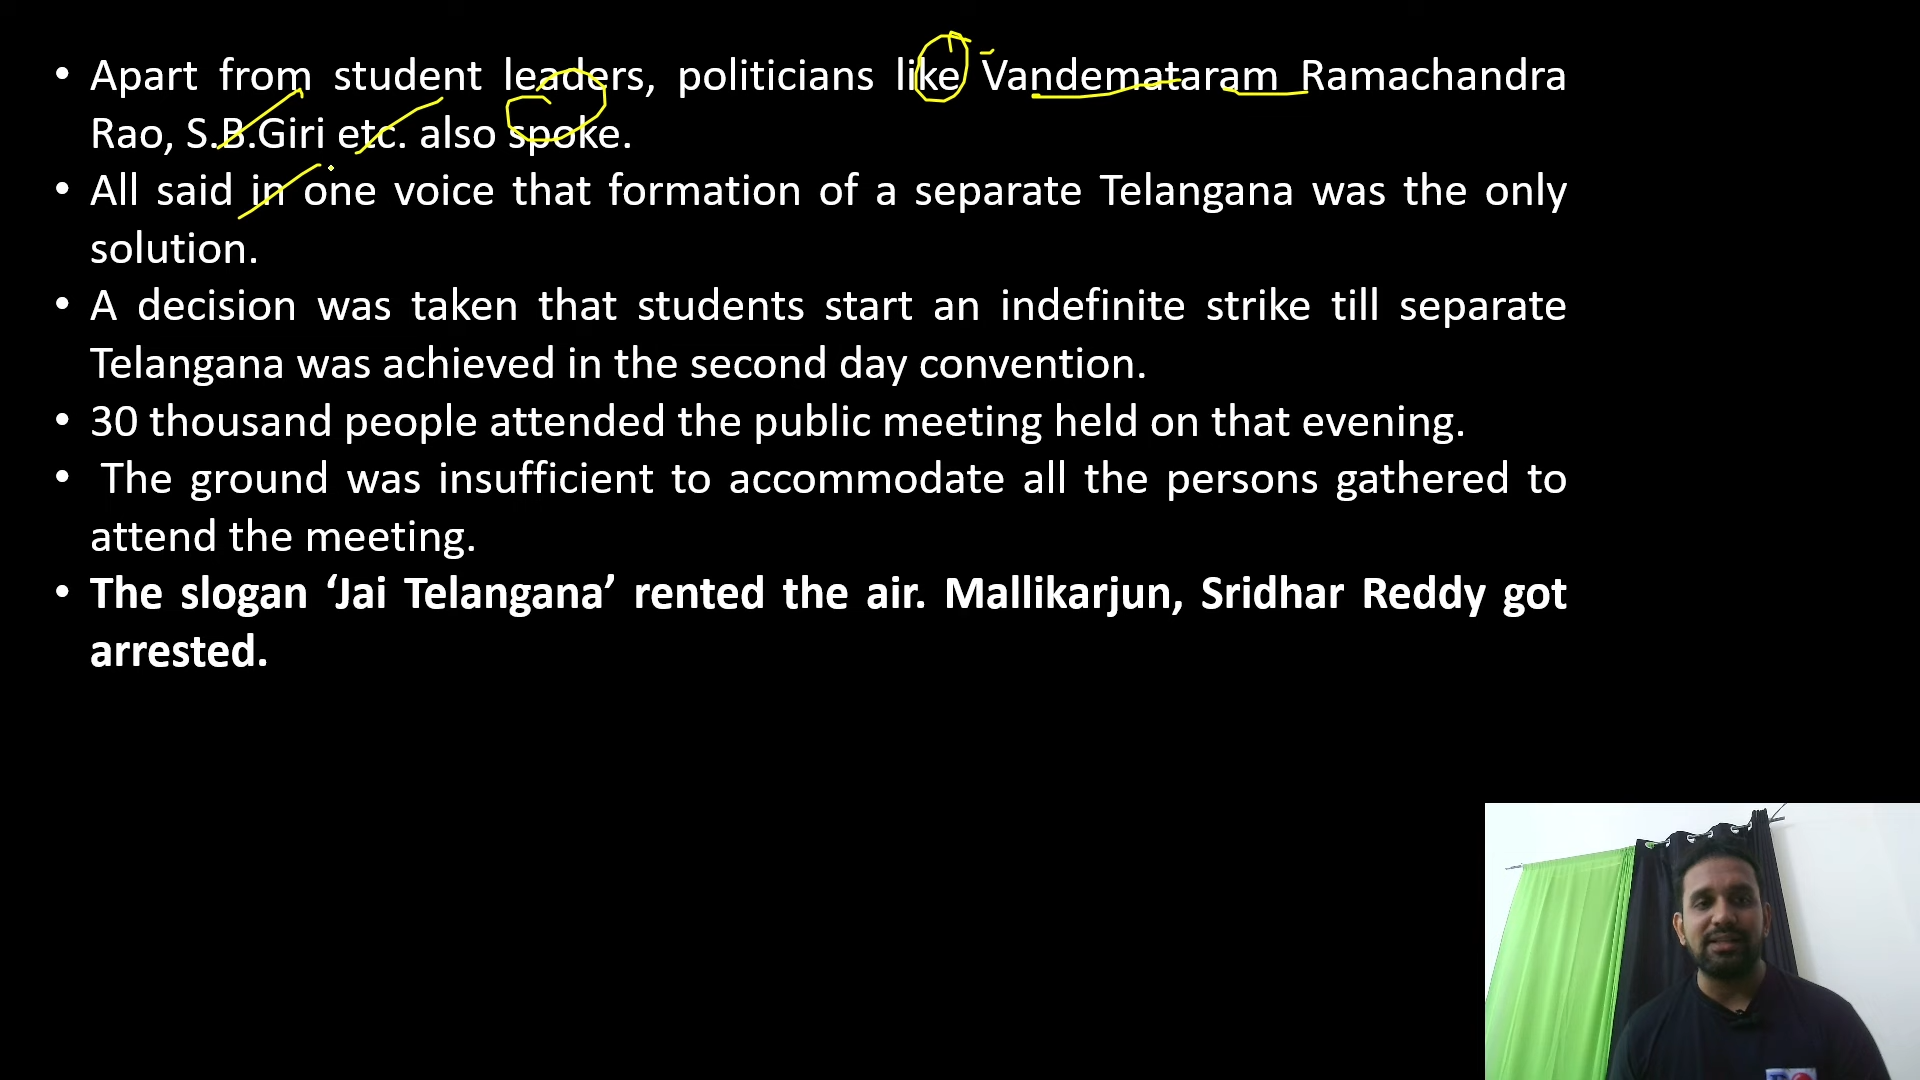 • Apart from student leaders, politicians like Vandemataram Ramachandra
Rao, S.B.Giri etc. also spoke.
• All said in one voice that formation of a separate Telangana was the only
solution.
• A decision was taken that students start an indefinite strike till separate
Telangana was achieved in the second day convention.
• 30 thousand people attended the public meeting held on that evening.
• The ground was insufficient to accommodate all the persons gathered to
attend the meeting.
• The slogan ‘Jai Telangana’ rented the air. Mallikarjun, Sridhar Reddy got
arrested.